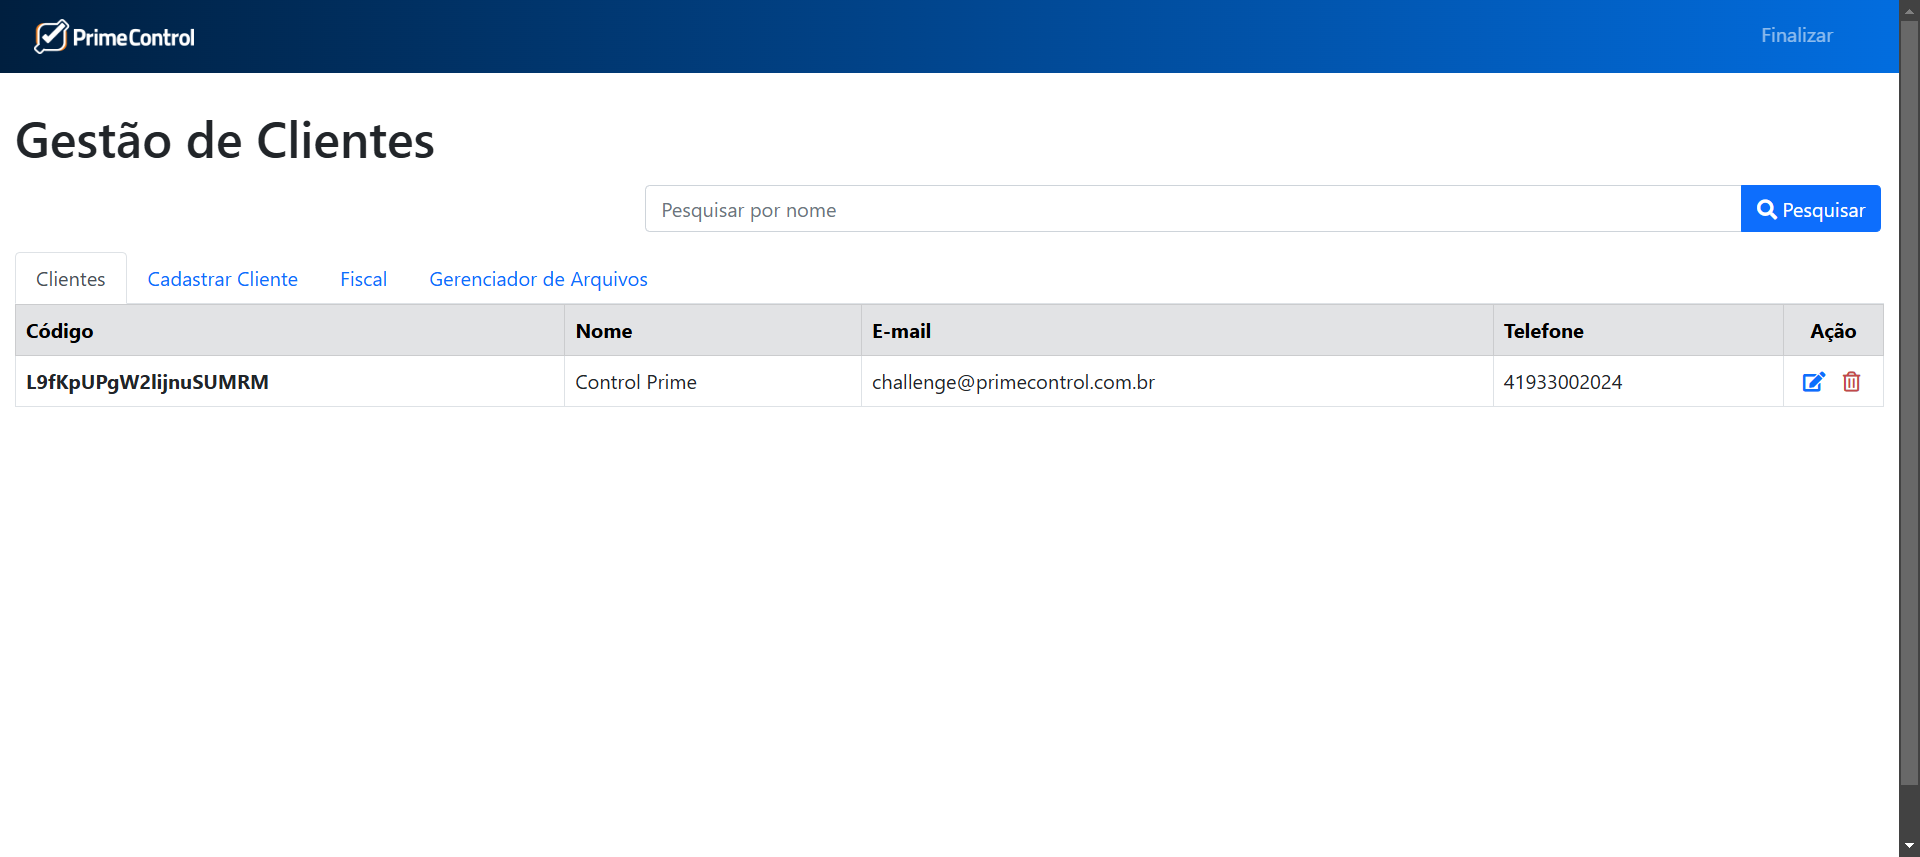 PrimeControl
Finalizar
Gestão de Clientes
Pesquisar por nome
Pesquisar
Clientes Cadastrar Cliente Fiscal Gerenciador de Arquivos
Código Nome E-mail Telefone Ação
L9fKpUPgW2lijnuSUMRM Control Prime challenge@primecontrol.com.br 41933002024